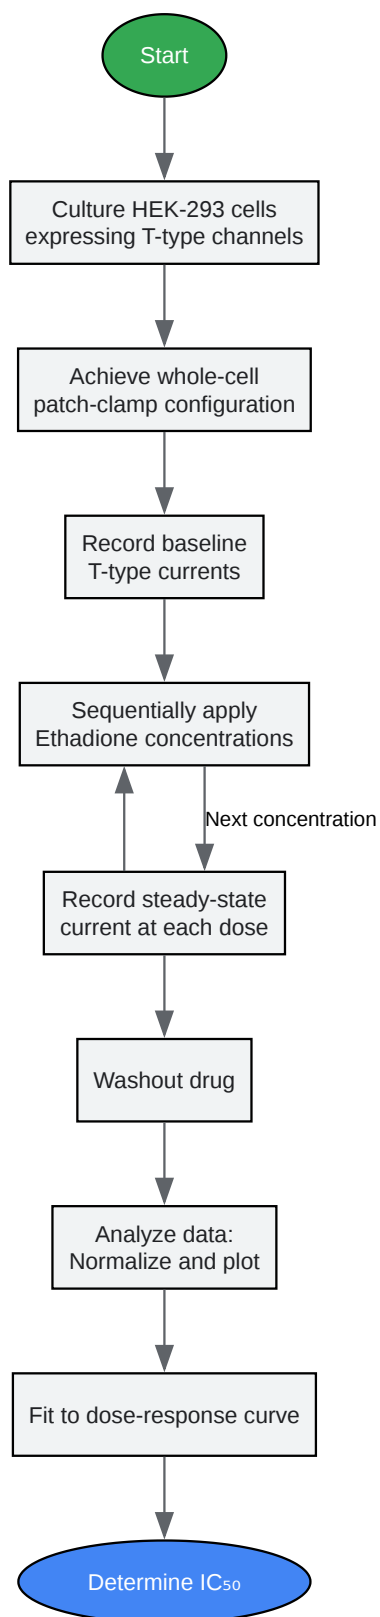 Start
Culture HEK-293 cells
expressing T-type channels
Achieve whole-cell
patch-clamp configuration
Record baseline
T-type currents
Sequentially apply
Ethadione concentrations
Next concentration
Record steady-state
current at each dose
Washout drug
Analyze data:
Normalize and plot
Fit to dose-response curve
Determine IC₅₀